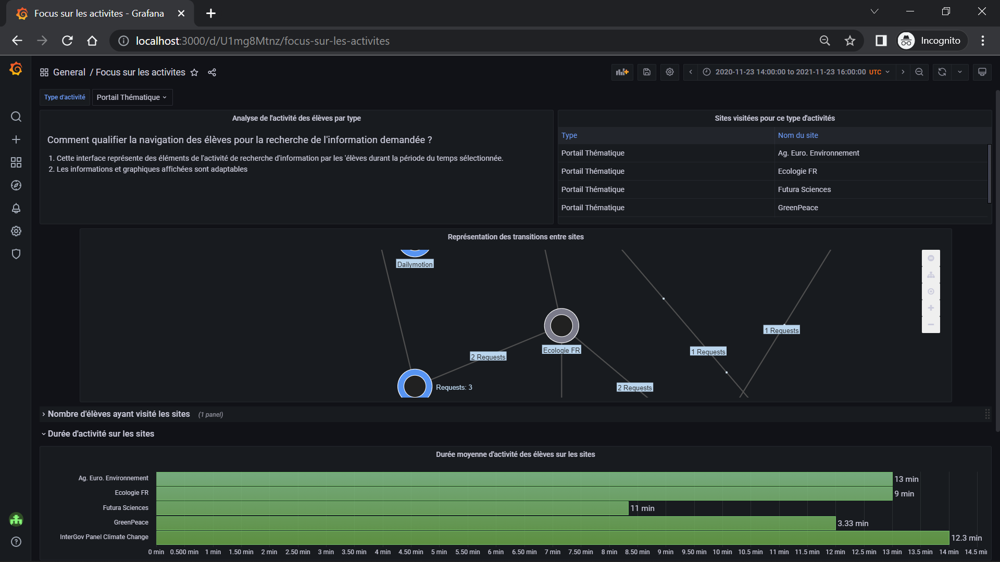 Focus sur les activites - Grafana
localhost:3000/d/U1mg8Mtnz/focus-sur-les-activites
Incognito
General / Focus sur les activites
2020-11-23 14:00:00 to 2021-11-23 16:00:00 UTC
Type d'activité
Portail Thématique
Analyse de l'activité des élèves par type
Comment qualifier la navigation des élèves pour la recherche de l'information demandée ?
1. Cette interface représente des éléments de l'activité de recherche d'information par les 'élèves durant la période du temps sélectionnée.
2. Les informations et graphiques affichées sont adaptables
Sites visitées pour ce type d'activités
Type Nom du site
Portail Thématique Ag. Euro. Environnement
Portail Thématique Ecologie FR
Portail Thématique Futura Sciences
Portail Thématique GreenPeace
Représentation des transitions entre sites
Dailymotion
1 Requests
Ecologie FR
1 Requests
2 Requests
Requests: 3
2 Requests
Nombre d'élèves ayant visité les sites (1 panel)
Durée d'activité sur les sites
Durée moyenne d'activité des élèves sur les sites
Ag. Euro. Environnement 13 min
Ecologie FR 9 min
Futura Sciences 11 min
GreenPeace 3.33 min
InterGov Panel Climate Change 12.3 min
0 min 0.500 min 1 min 1.50 min 2 min 2.50 min 3 min 3.50 min 4 min 4.50 min 5 min 5.50 min 6 min 6.50 min 7 min 7.50 min 8 min 8.50 min 9 min 9.50 min 10 min 10.5 min 11 min 11.5 min 12 min 12.5 min 13 min 13.5 min 14 min 14.5 mi